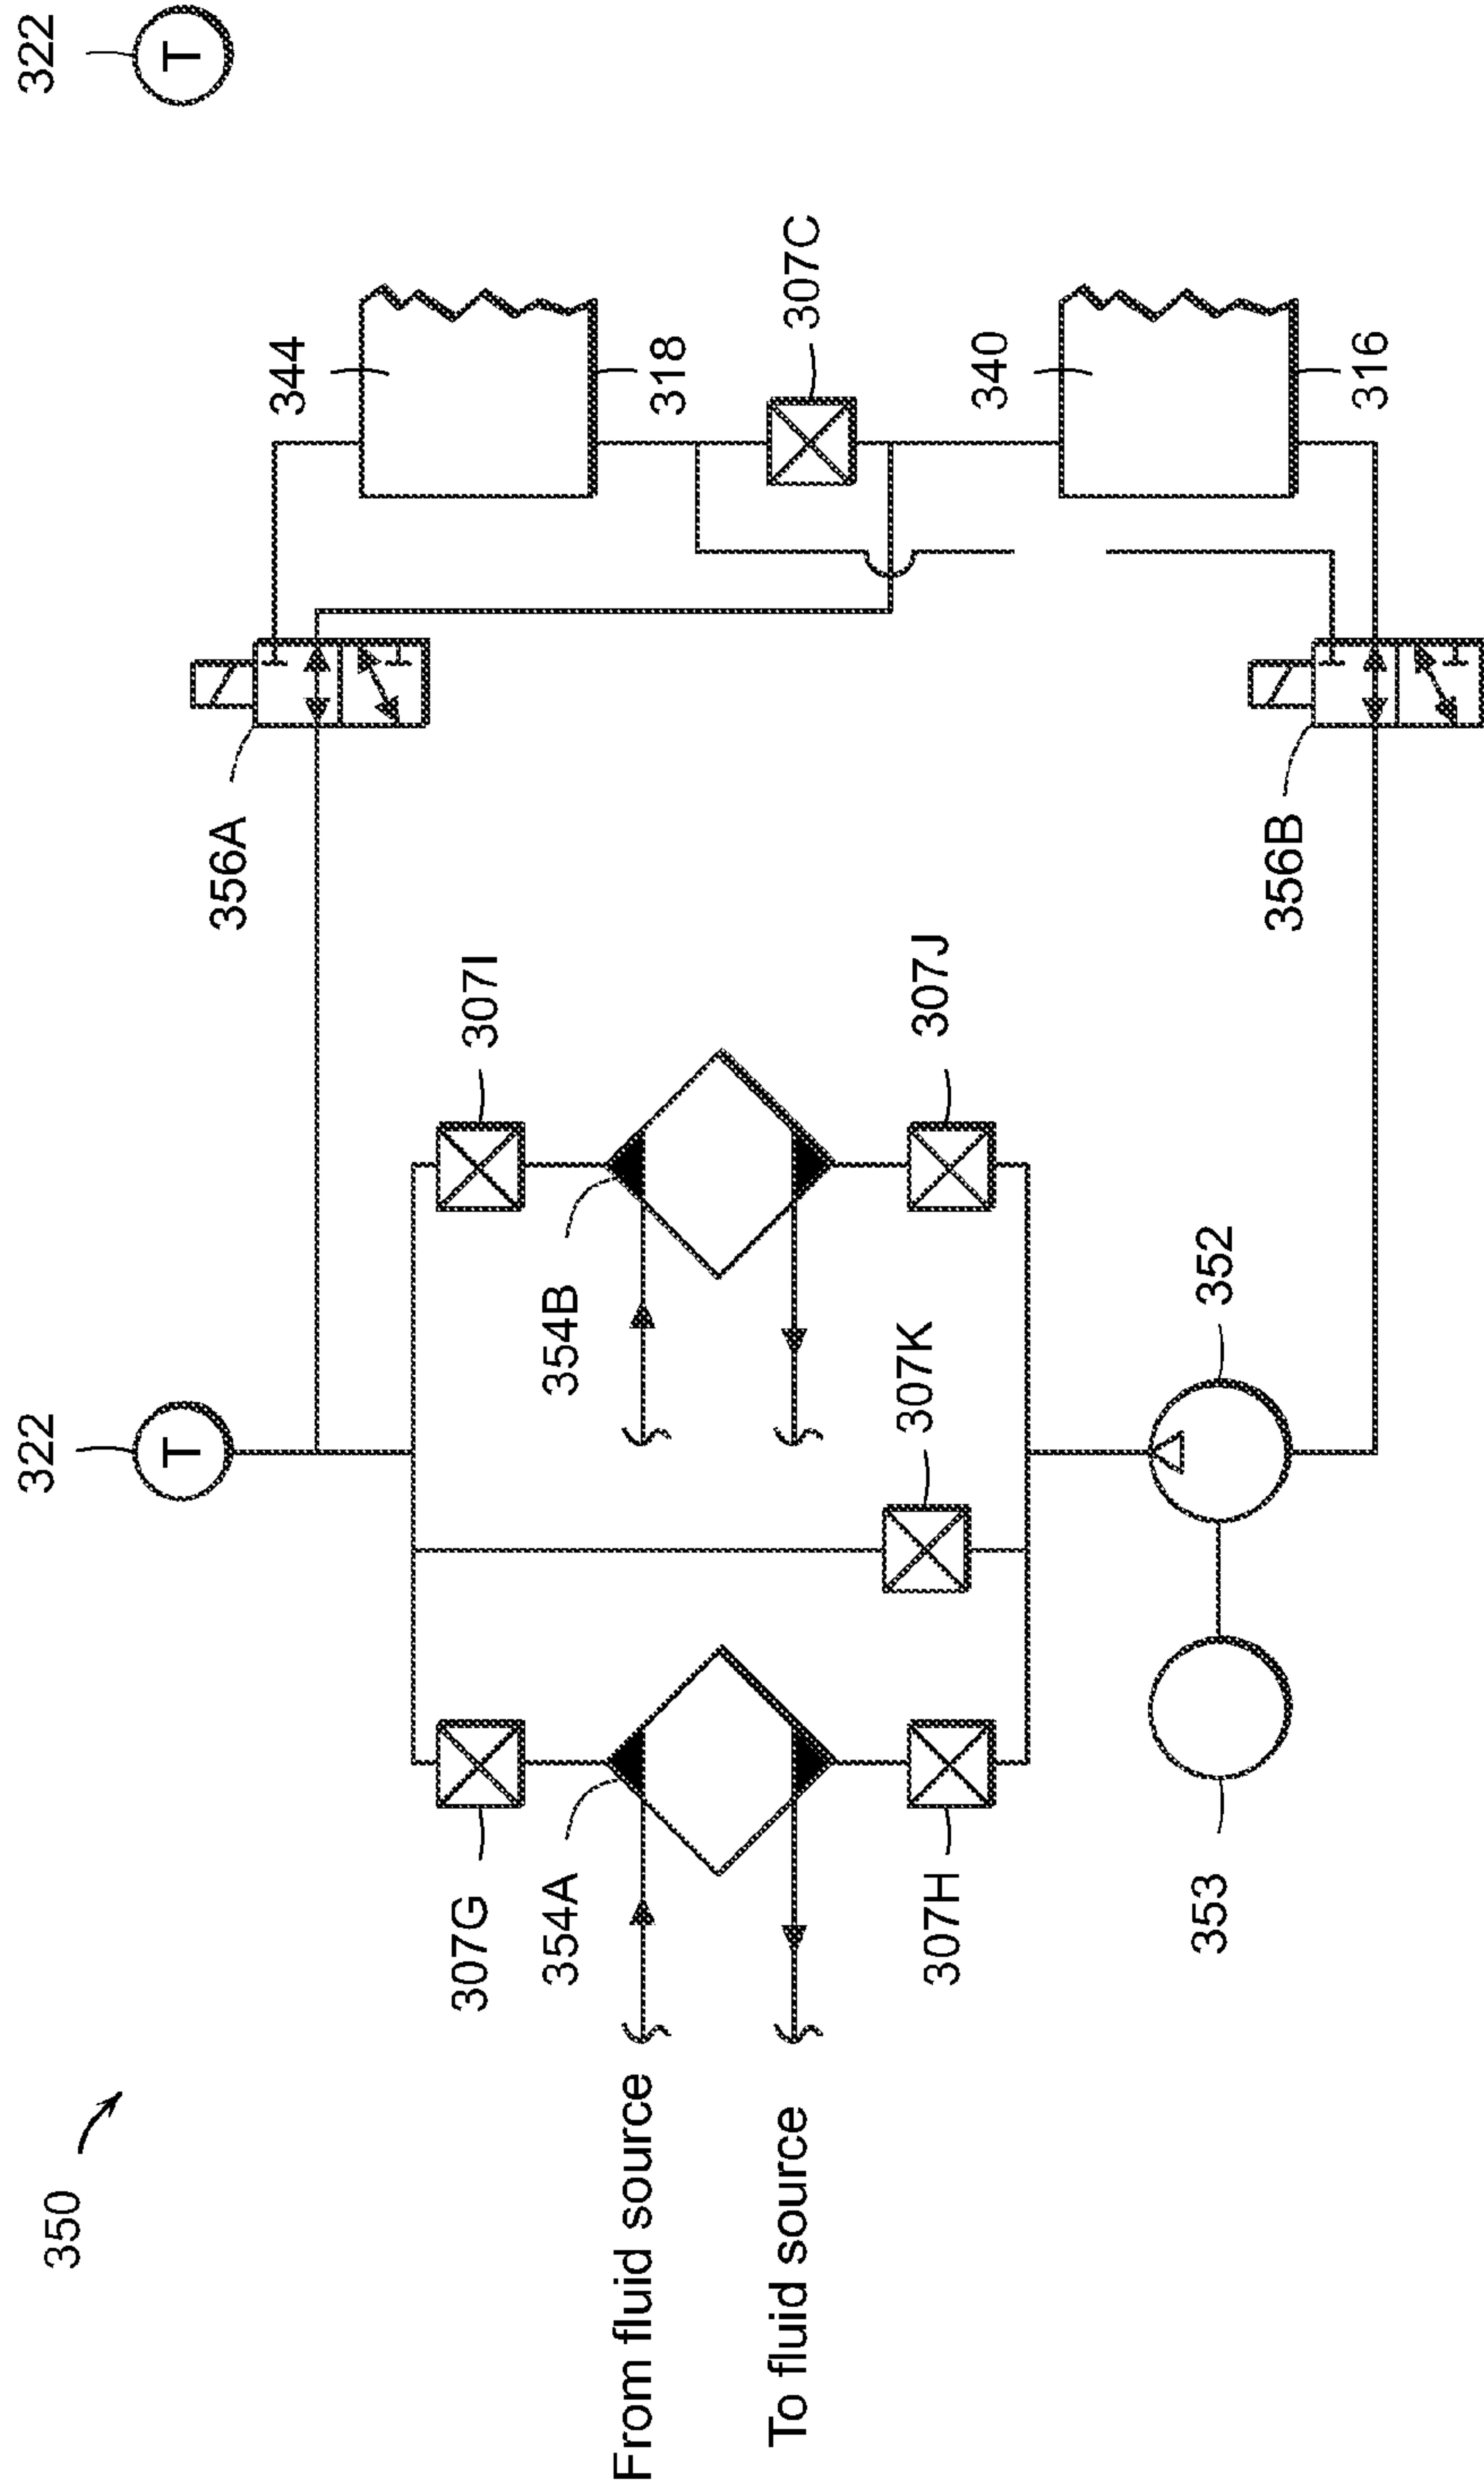 350
322
T
322
T
356A
344
318
307C
340
316
307I
307J
354B
307K
352
356B
307G
354A
307H
353
From fluid source
To fluid source